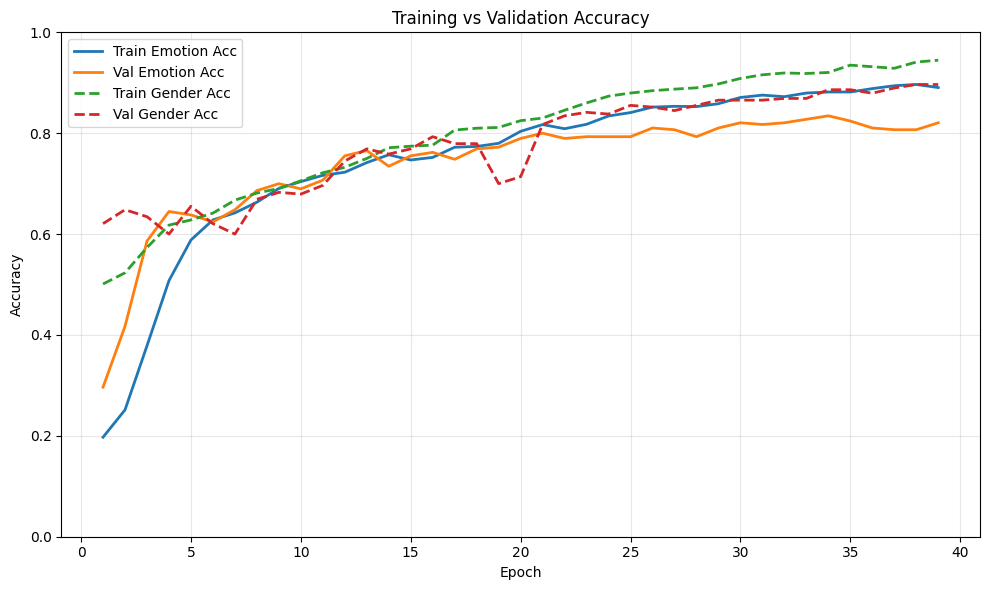 Training vs Validation Accuracy
Train Emotion Acc
Val Emotion Acc
Train Gender Acc
Val Gender Acc
Accuracy
1.0
0.8
0.6
0.4
0.2
0.0
0 5 10 15 20 25 30 35 40
Epoch